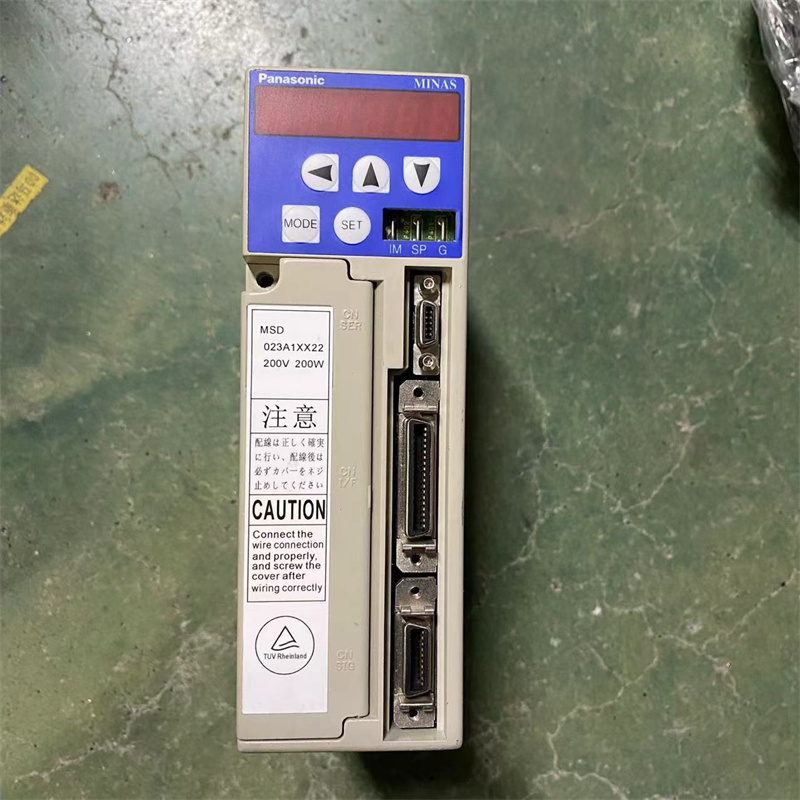 Panasonic MINAS
MODE SET
IM SP G
CN
SER
MSD
023A1XX22
200V 200W
注意
配線は正しく確実
に行い、配線後は
必ずカバーをネジ
止めしてください
CN
I/F
CAUTION
Connect the
wire connection
and properly,
and screw the
cover after
wiring correctly
TUV Rheinland
CN
SIG